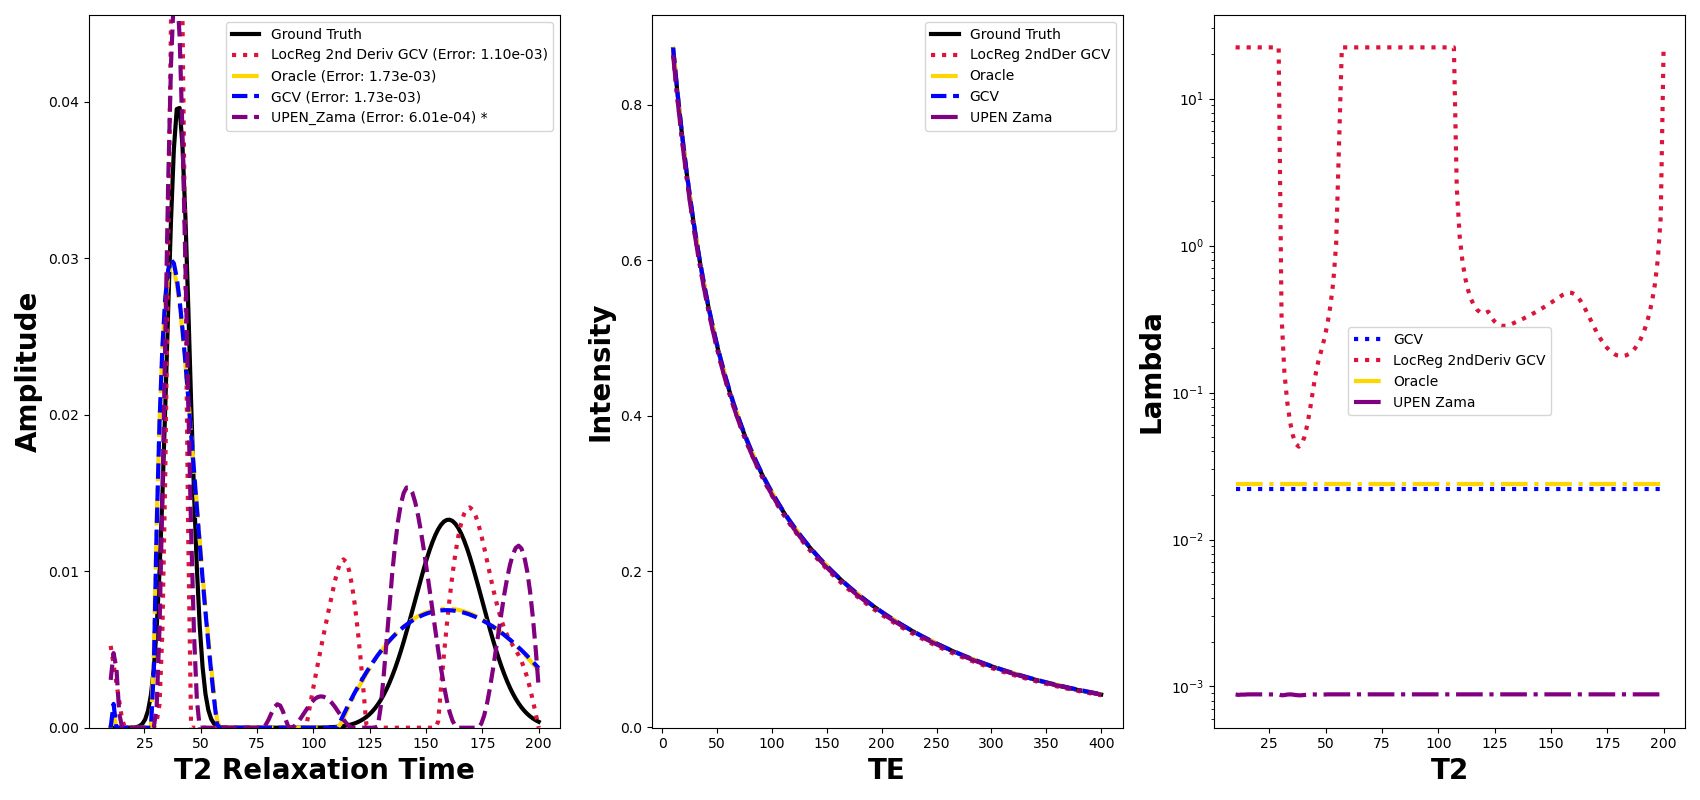 Amplitude
0.04
0.03
0.02
0.01
0.00
25 50 75 100 125 150 175 200
T2 Relaxation Time
Ground Truth
LocReg 2nd Deriv GCV (Error: 1.10e-03)
Oracle (Error: 1.73e-03)
GCV (Error: 1.73e-03)
UPEN_Zama (Error: 6.01e-04) *
Intensity
0.8
0.6
0.4
0.2
0.0
0 50 100 150 200 250 300 350 400
TE
Ground Truth
LocReg 2ndDer GCV
Oracle
GCV
UPEN Zama
Lambda
10¹
10⁰
10⁻¹
10⁻²
10⁻³
25 50 75 100 125 150 175 200
T2
GCV
LocReg 2ndDeriv GCV
Oracle
UPEN Zama